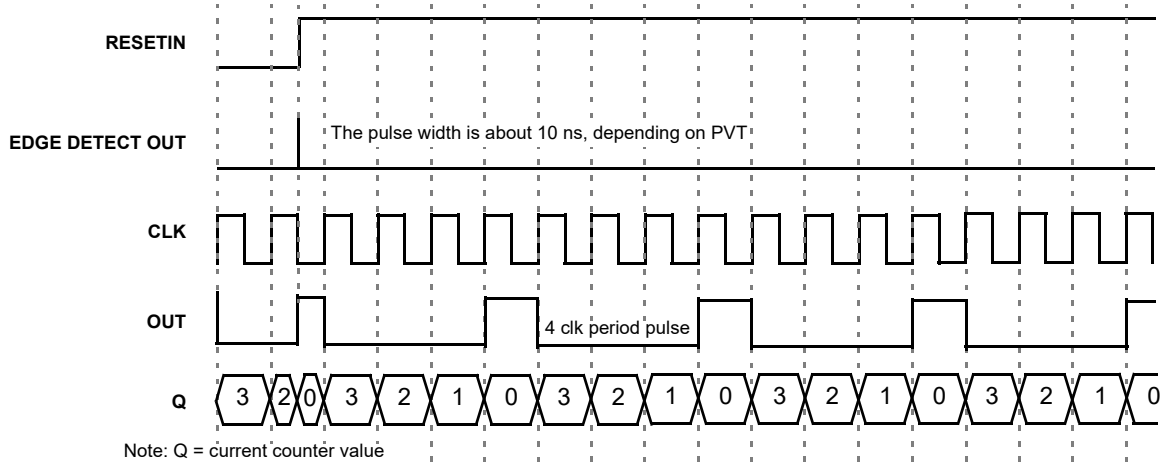 RESETIN
EDGE DETECT OUT
The pulse width is about 10 ns, depending on PVT
CLK
OUT
4 clk period pulse
Q
3 2 0 3 2 1 0 3 2 1 0 3 2 1 0 3 2 1 0
Note: Q = current counter value